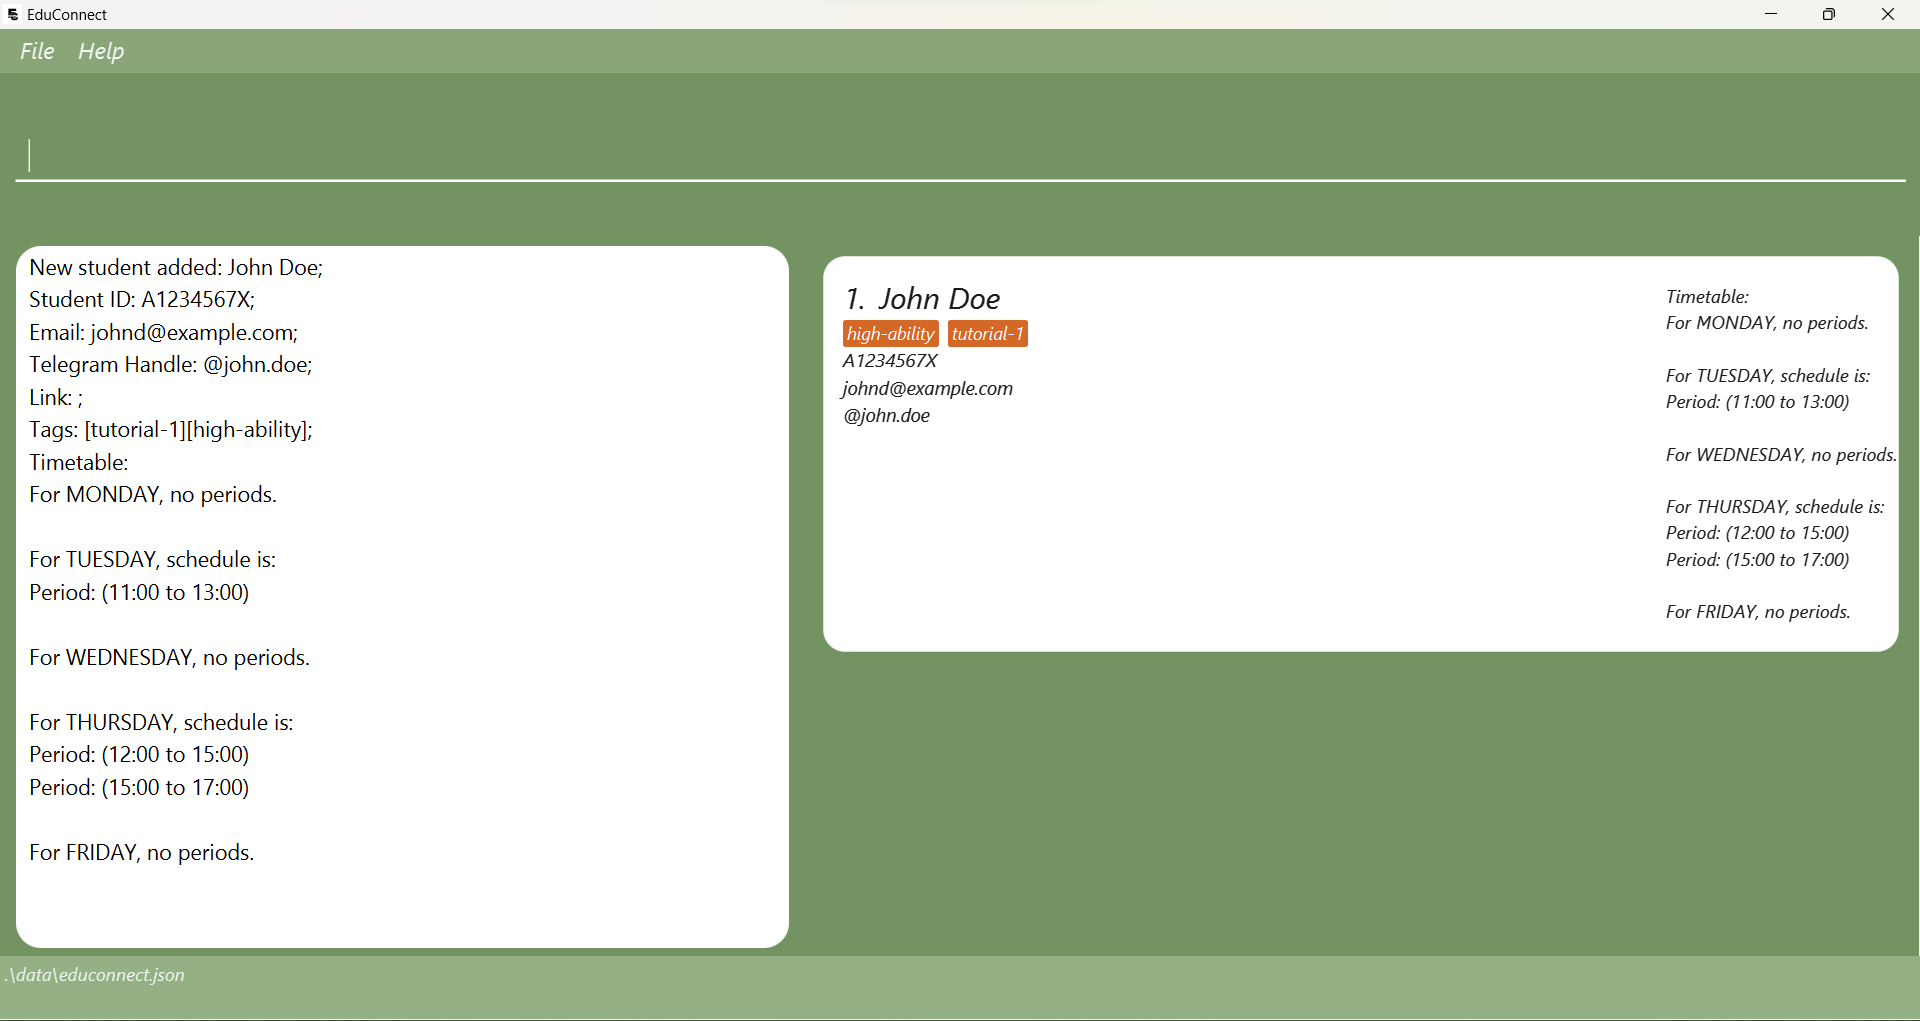 EduConnect
File Help
New student added: John Doe;
Student ID: A1234567X;
Email: johnd@example.com;
Telegram Handle: @john.doe;
Link: ;
Tags: [tutorial-1][high-ability];
Timetable:
For MONDAY, no periods.
For TUESDAY, schedule is:
Period: (11:00 to 13:00)
For WEDNESDAY, no periods.
For THURSDAY, schedule is:
Period: (12:00 to 15:00)
Period: (15:00 to 17:00)
For FRIDAY, no periods.
1. John Doe
high-ability tutorial-1
A1234567X
johnd@example.com
@john.doe
Timetable:
For MONDAY, no periods.
For TUESDAY, schedule is:
Period: (11:00 to 13:00)
For WEDNESDAY, no periods.
For THURSDAY, schedule is:
Period: (12:00 to 15:00)
Period: (15:00 to 17:00)
For FRIDAY, no periods.
.\data\educonnect.json